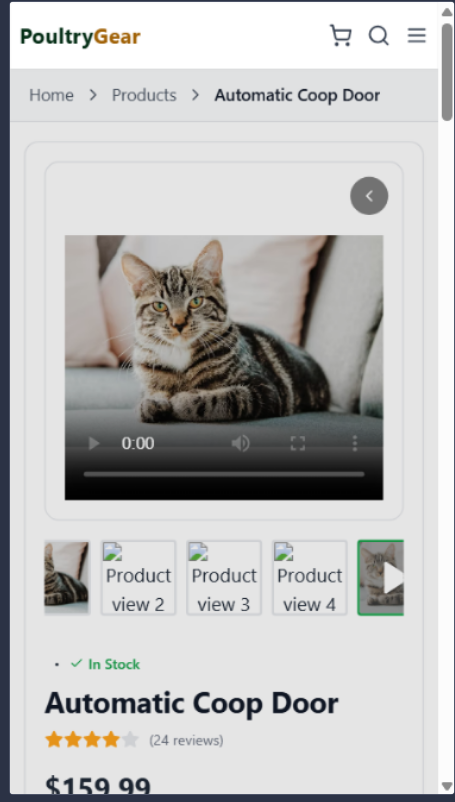 PoultryGear
Home > Products > Automatic Coop Door
0:00
Product view 2
Product view 3
Product view 4
• ✓ In Stock
Automatic Coop Door
(24 reviews)
$159.99